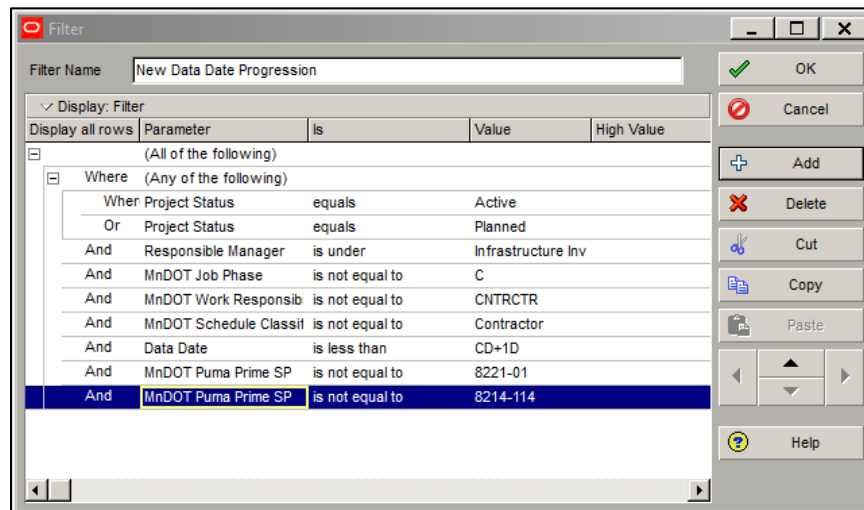 Filter
Filter Name New Data Date Progression
Display: Filter
Display all rows Parameter Is Value High Value
(All of the following)
Where (Any of the following)
Wher Project Status equals Active
Or Project Status equals Planned
And Responsible Manager is under Infrastructure Inv
And MnDOT Job Phase is not equal to C
And MnDOT Work Responsib is not equal to CNTRCTR
And MnDOT Schedule Classif is not equal to Contractor
And Data Date is less than CD+1D
And MnDOT Puma Prime SP is not equal to 8221-01
And MnDOT Puma Prime SP is not equal to 8214-114
OK
Cancel
Add
Delete
Cut
Copy
Paste
Help